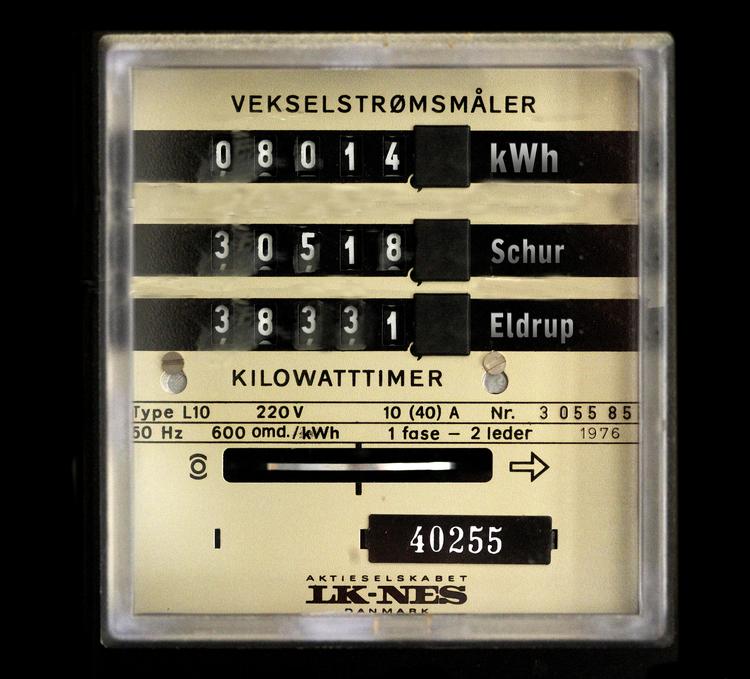 VEKSELSTRØMSMÅLER
08014 kWh
30518 Schur
38331 Eldrup
KILOWATTTIMER
Type L10 220V 10 (40) A Nr. 3 055 85
50 Hz 600 omd./kWh 1 fase – 2 leder 1976
40255
AKTIESELSKABET
LK-NES
DANMARK